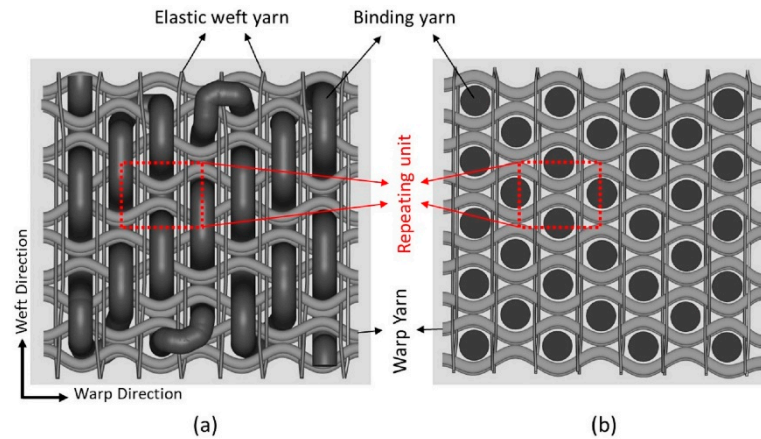 Elastic weft yarn
Binding yarn
Repeating unit
Warp Yarn
Weft Direction
Warp Direction
(a)
(b)